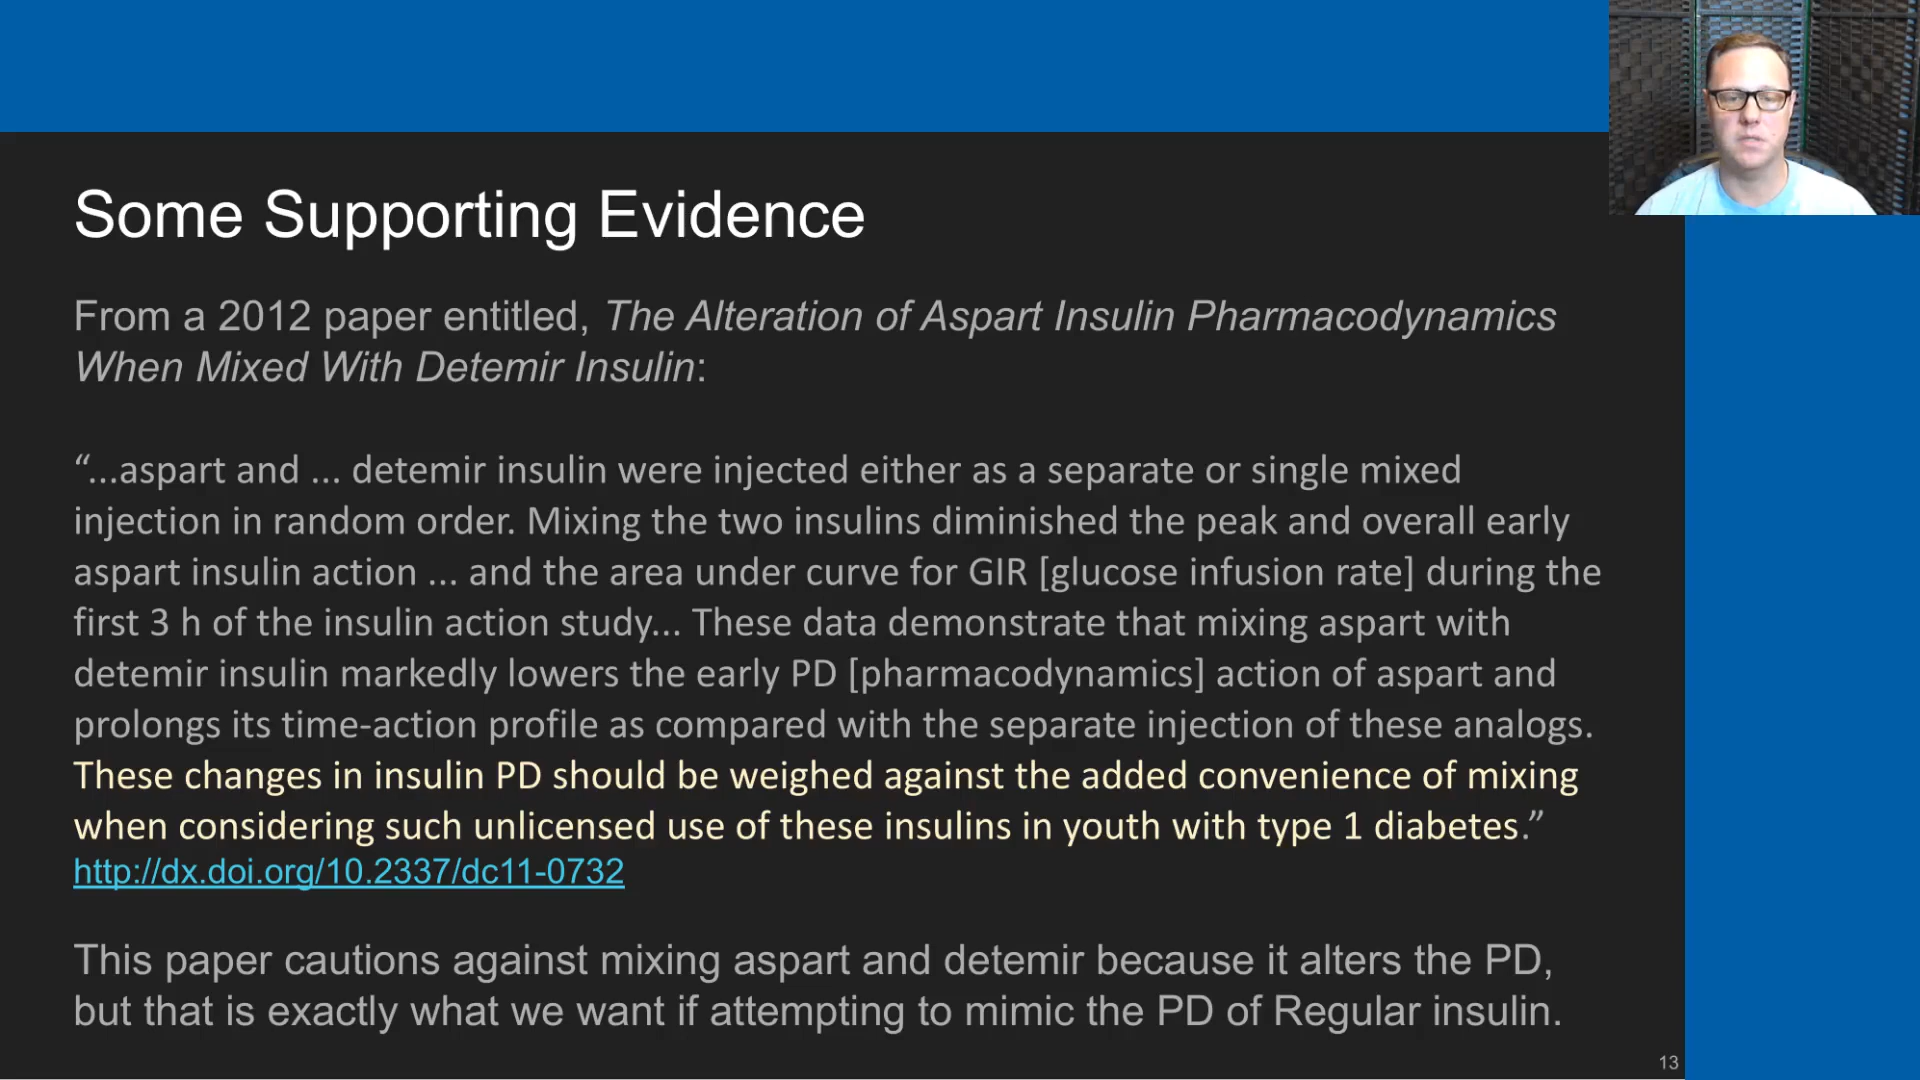 Some Supporting Evidence
From a 2012 paper entitled, The Alteration of Aspart Insulin Pharmacodynamics
When Mixed With Detemir Insulin:
“...aspart and ... detemir insulin were injected either as a separate or single mixed
injection in random order. Mixing the two insulins diminished the peak and overall early
aspart insulin action ... and the area under curve for GIR [glucose infusion rate] during the
first 3 h of the insulin action study... These data demonstrate that mixing aspart with
detemir insulin markedly lowers the early PD [pharmacodynamics] action of aspart and
prolongs its time-action profile as compared with the separate injection of these analogs.
These changes in insulin PD should be weighed against the added convenience of mixing
when considering such unlicensed use of these insulins in youth with type 1 diabetes.”
http://dx.doi.org/10.2337/dc11-0732
This paper cautions against mixing aspart and detemir because it alters the PD,
but that is exactly what we want if attempting to mimic the PD of Regular insulin.
13